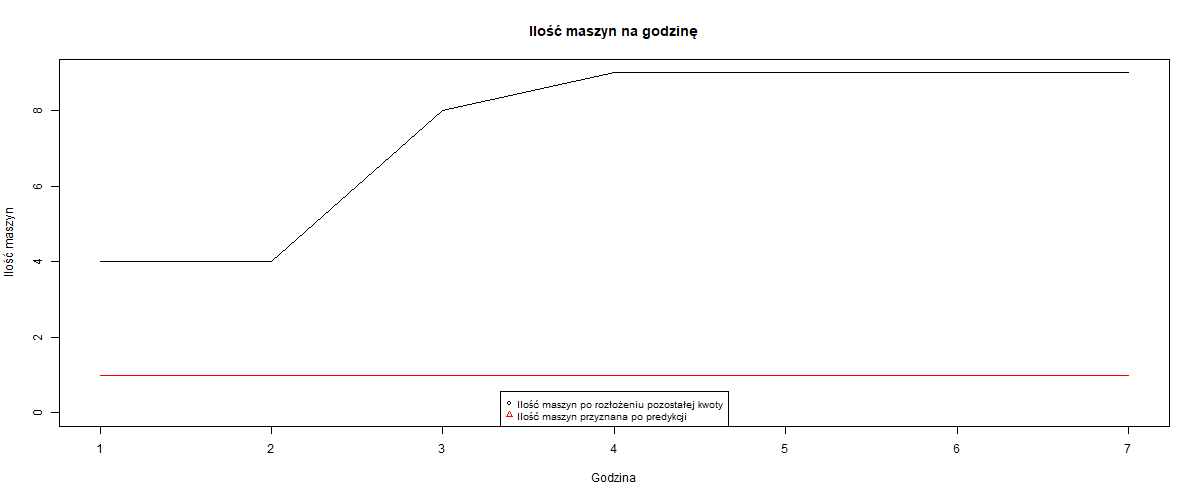 Ilość maszyn na godzinę
Ilość maszyn
8
6
4
2
0
Ilość maszyn po rozłożeniu pozostałej kwoty
Ilość maszyn przyznana po predykcji
1 2 3 4 5 6 7
Godzina